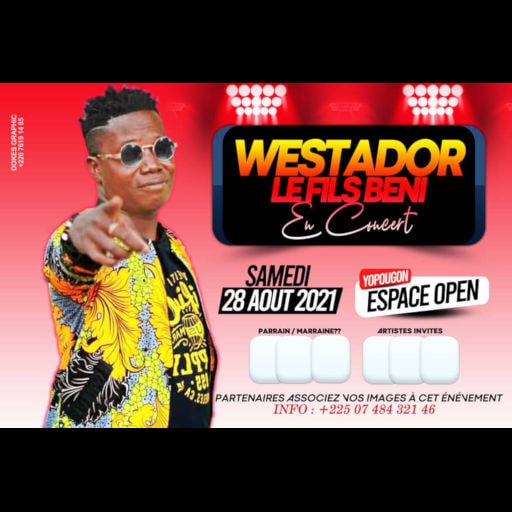 DOKES GRAPHIC
+226 7619 14 85
WESTADOR
LE FILS BENI
En Concert
SAMEDI
28 AOUT 2021
YOPOUGON
ESPACE OPEN
PARRAIN / MARRAINE??
ARTISTES INVITES
PARTENAIRES ASSOCIEZ VOS IMAGES À CET ÉNÉVEMENT
INFO : +225 07 484 321 46